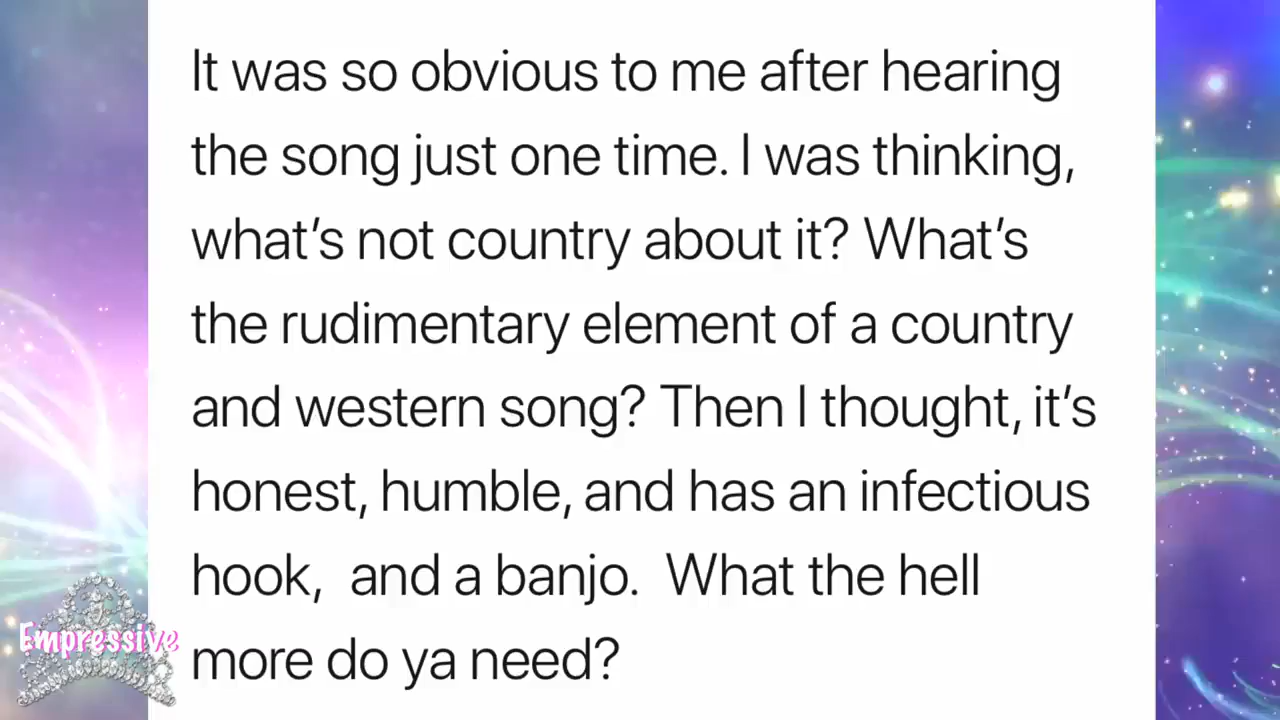 It was so obvious to me after hearing
the song just one time. I was thinking,
what's not country about it? What's
the rudimentary element of a country
and western song? Then I thought, it's
honest, humble, and has an infectious
hook,  and a banjo.  What the hell
more do ya need?
Empressive